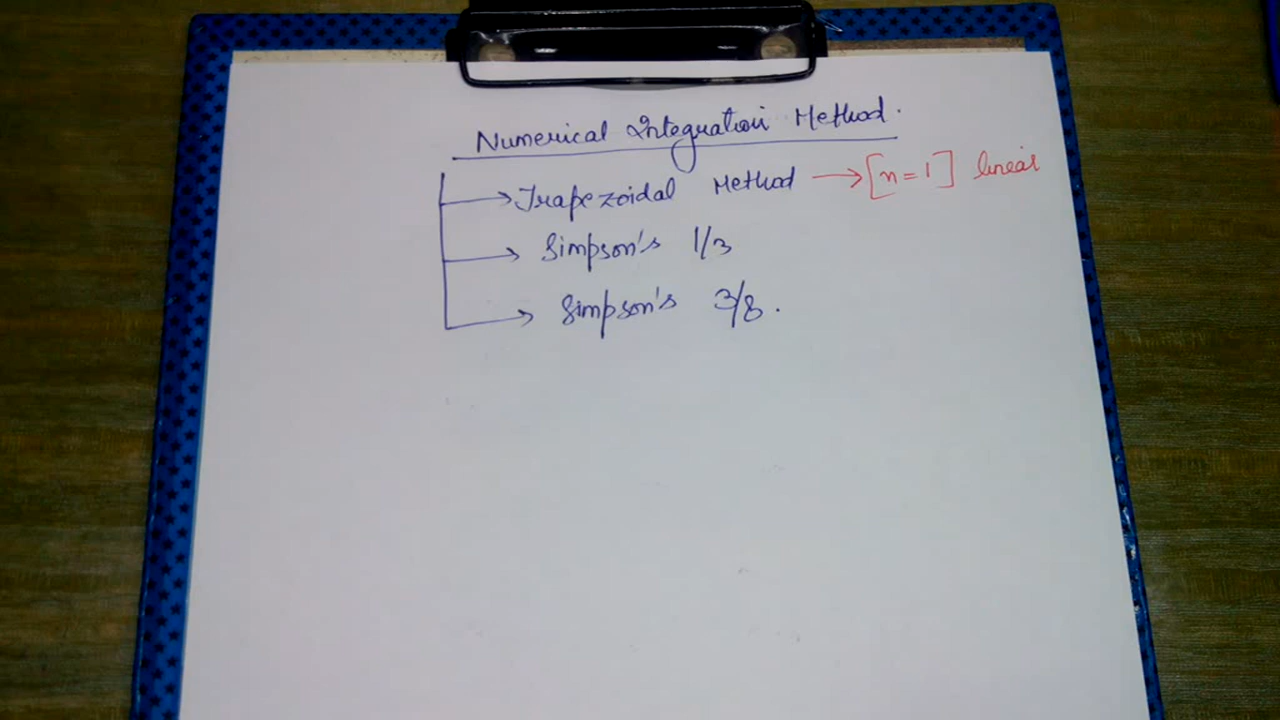 Numerical Integration Method.
Trapezoidal Method → [n=1] linear
Simpson's 1/3
Simpson's 3/8.